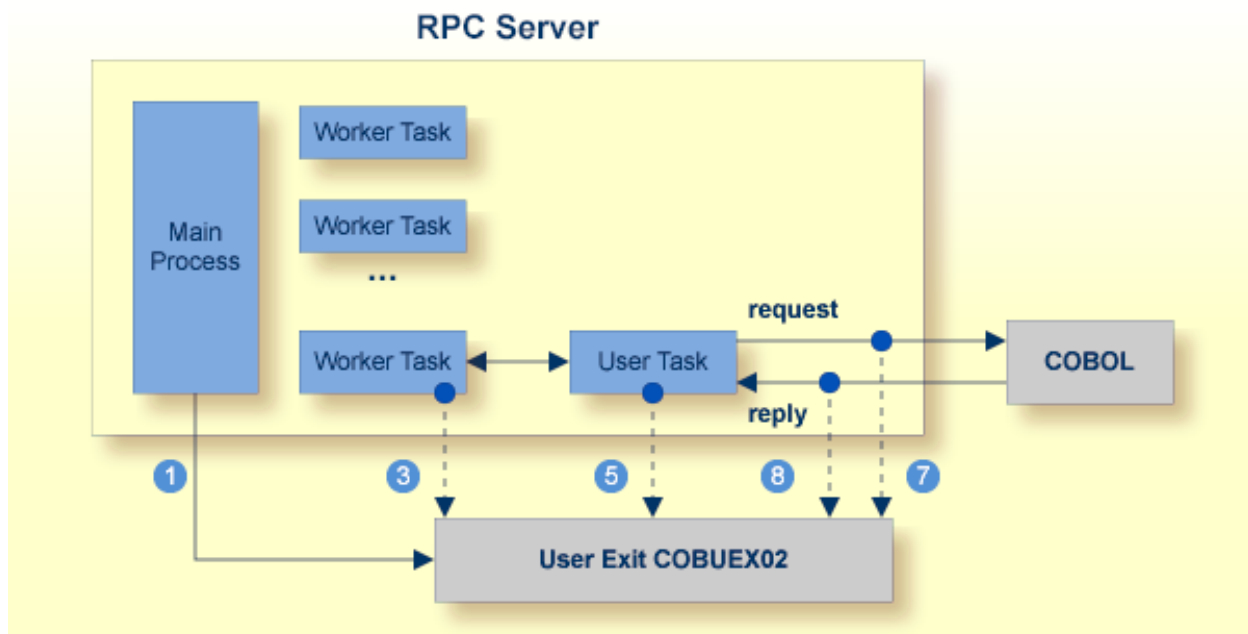 RPC Server
Worker Task
Worker Task
Main
Process
...
request
Worker Task
User Task
COBOL
reply
1
3
5
8
7
User Exit COBUEX02